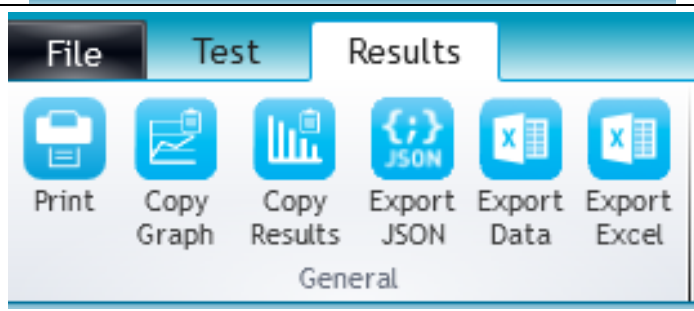 File Test Results
{;}
JSON
X X
Print Copy Copy Export Export Export
Graph Results JSON Data Excel
General